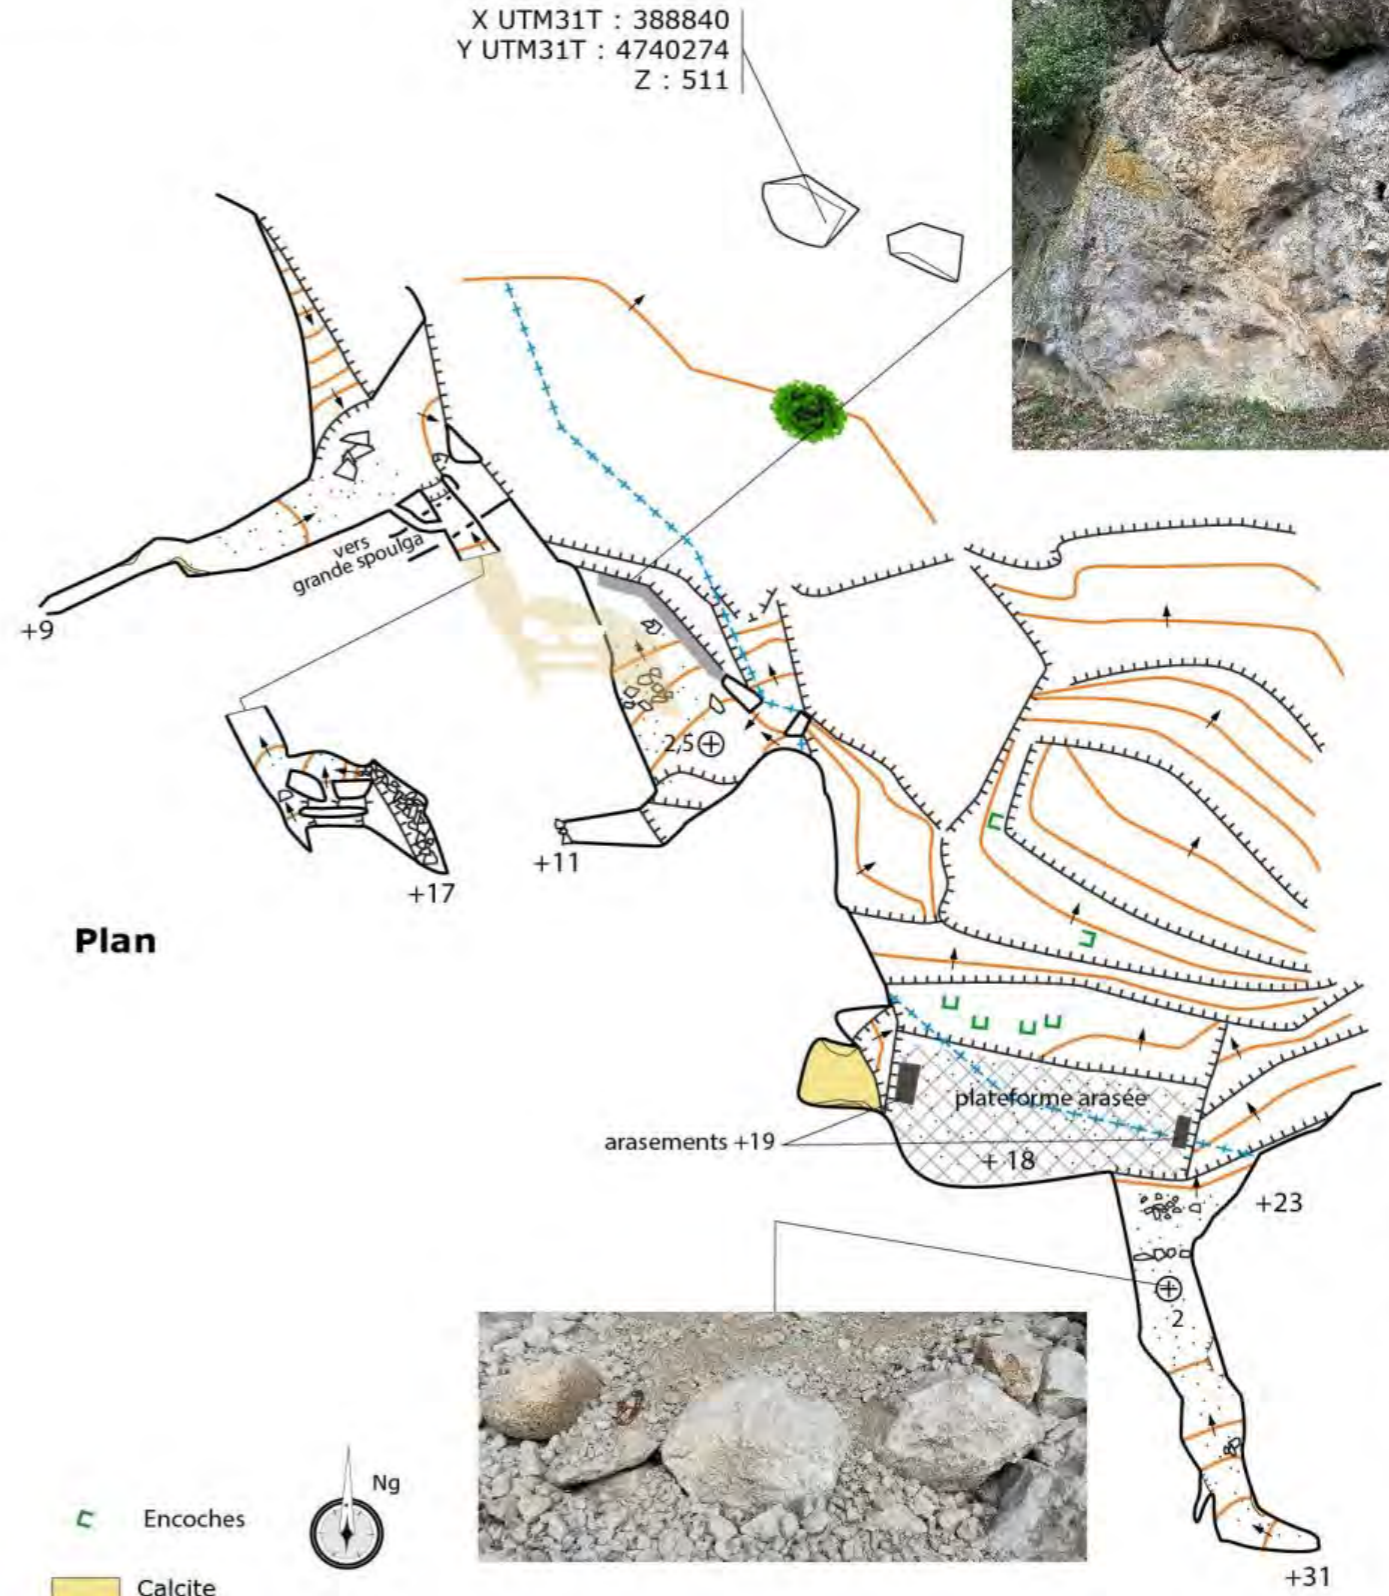 X UTM31T : 388840
Y UTM31T : 4740274
Z : 511
vers
grande spoulga
+9
2,5
+11
+17
Plan
plateforme arasée
arasements +19
+ 18
+23
2
Ng
Encoches
Calcite
+31